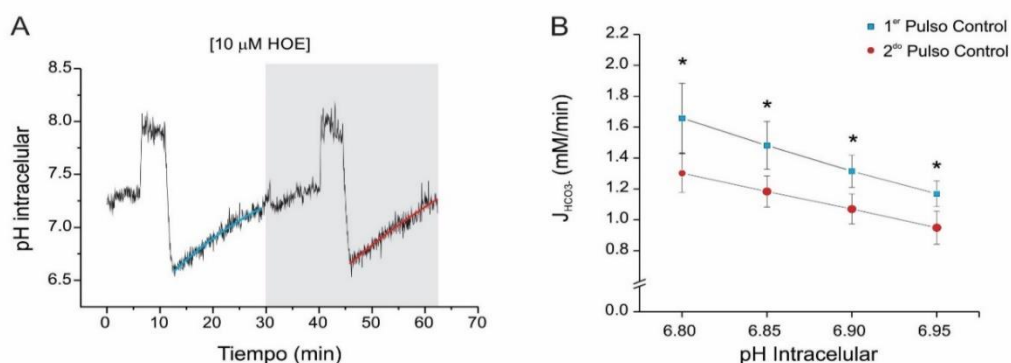 A
[10 µM HOE]
pH intracelular
8.5
8.0
7.5
7.0
6.5
0 10 20 30 40 50 60 70
Tiempo (min)
B
1er Pulso Control
2do Pulso Control
J HCO3- (mM/min)
2.2
2.0
1.8
1.6
1.4
1.2
1.0
0.8
0.0
* * * *
6.80 6.85 6.90 6.95
pH Intracelular